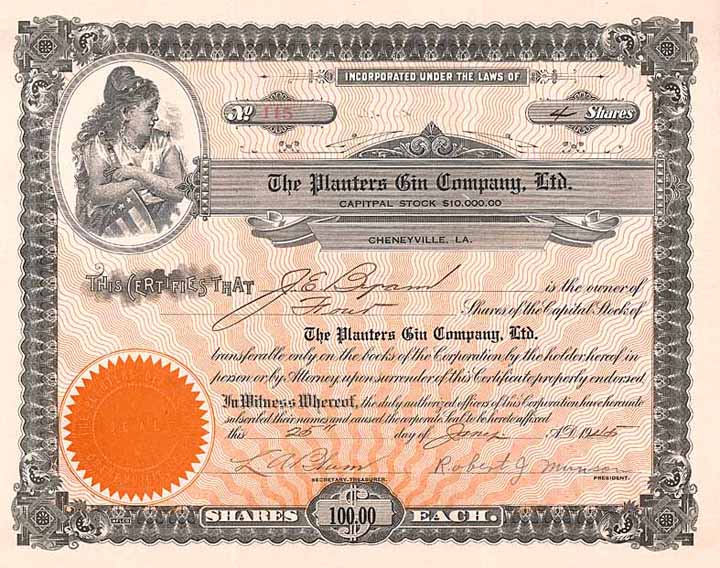 INCORPORATED UNDER THE LAWS OF
No 115
4 Shares
The Planters Gin Company, Ltd.
CAPITPAL STOCK $10,000.00
CHENEYVILLE, LA.
THIS CERTIFIES THAT J. E. Byram is the owner of
Four Shares of the Capital Stock of
The Planters Gin Company, Ltd.
transferable only on the books of the Corporation by the holder hereof in
person or by Attorney upon surrender of this Certificate properly endorsed.
In Witness Whereof, the duly authorized officers of this Corporation have hereunto
subscribed their names and caused the corporate Seal to be hereto affixed
this 25" day of Jany. A.D. 1945
Robert J Munson
SECRETARY-TREASURER.
PRESIDENT.
SHARES 100.00 EACH.
SEAL